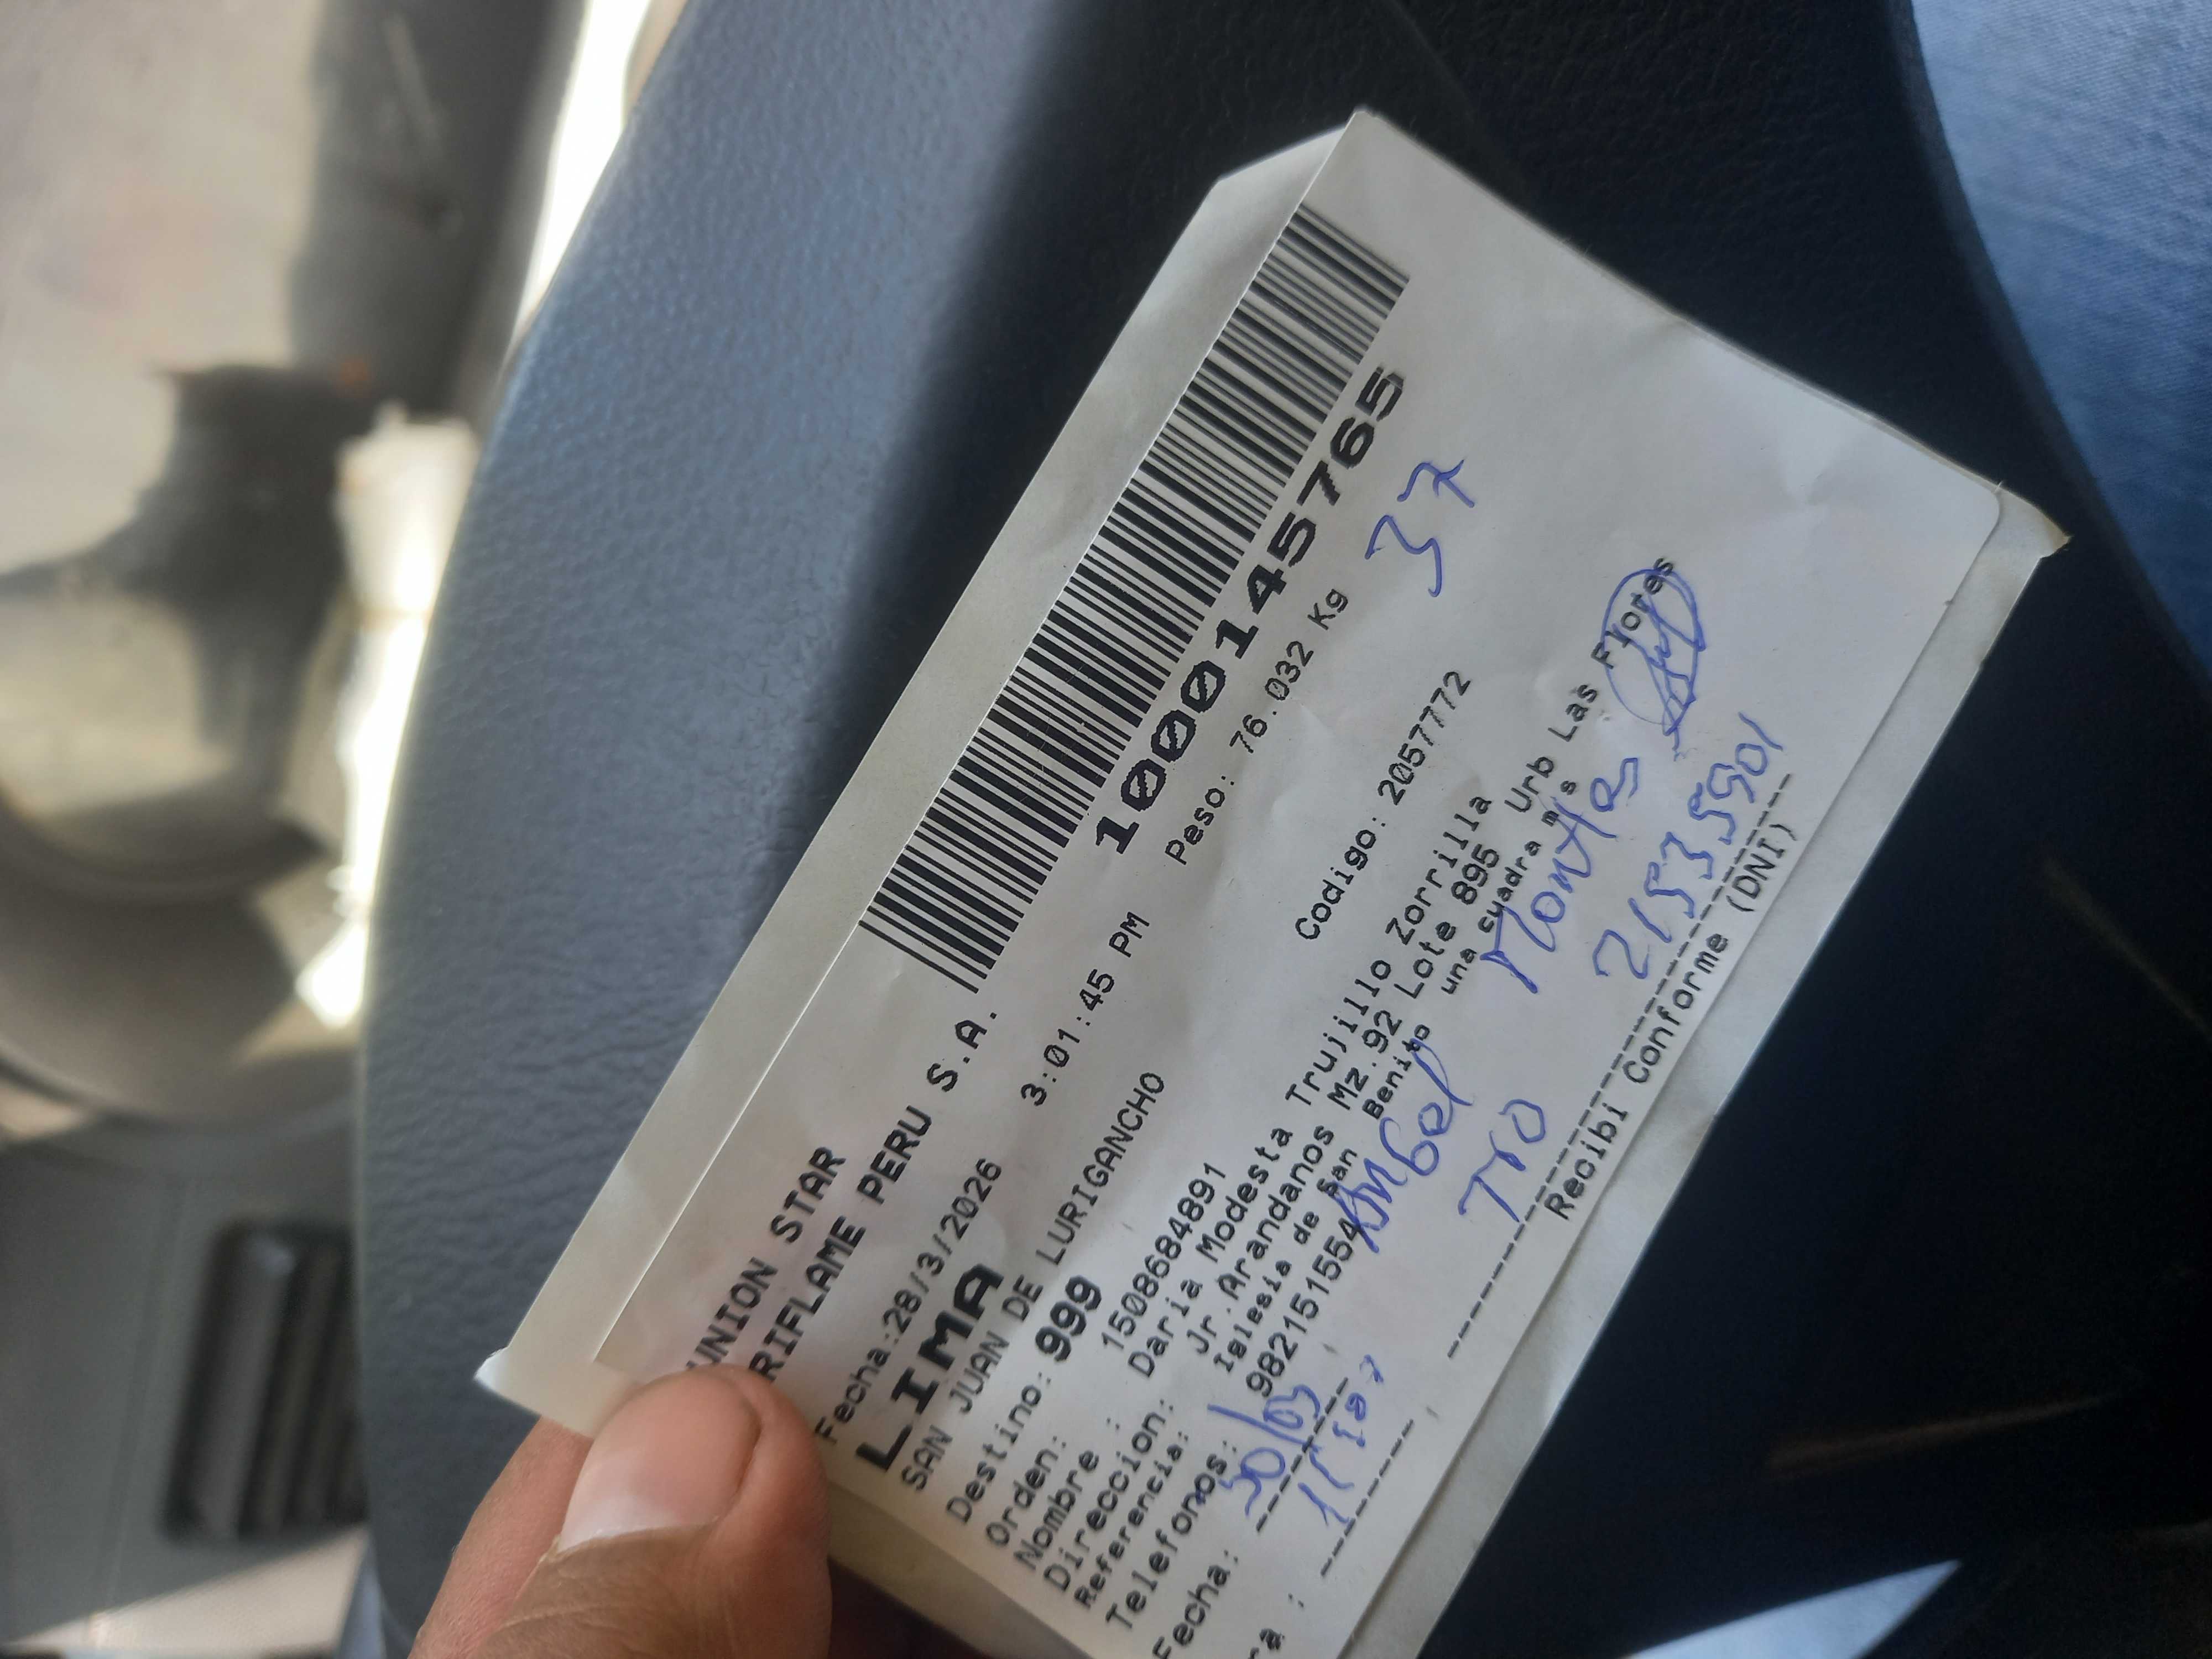 UNION STAR
RIFLAME PERU S.A.
Fecha:28/3/2026 3:01:45 PM
1000145765
LIMA
Peso: 76.032 Kg
37
SAN JUAN DE LURIGANCHO
Destino: 999
Codigo: 2057772
Orden: 1508684891
Nombre : Daria Modesta Trujillo Zorrilla
Direccion: Jr.Arandanos Mz.92 Lote 895 Urb Las Flores
Referencia: Iglesia de San Benito una cuadra m s
Telefonos: 982151554
Angel Montes
Fecha: 30/03
TIO 21535901
ra :
Recibi Conforme (DNI)